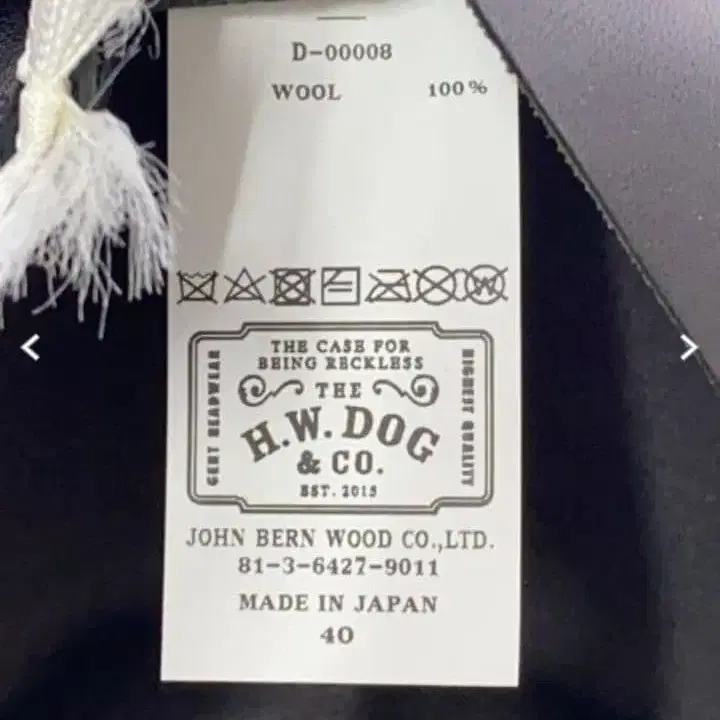 D-00008
WOOL 100%
THE CASE FOR
BEING RECKLESS
GENT HEADWEAR
HIGHEST QUALITY
THE
H.W. DOG
& CO.
EST. 2015
JOHN BERN WOOD CO.,LTD.
81-3-6427-9011
MADE IN JAPAN
40